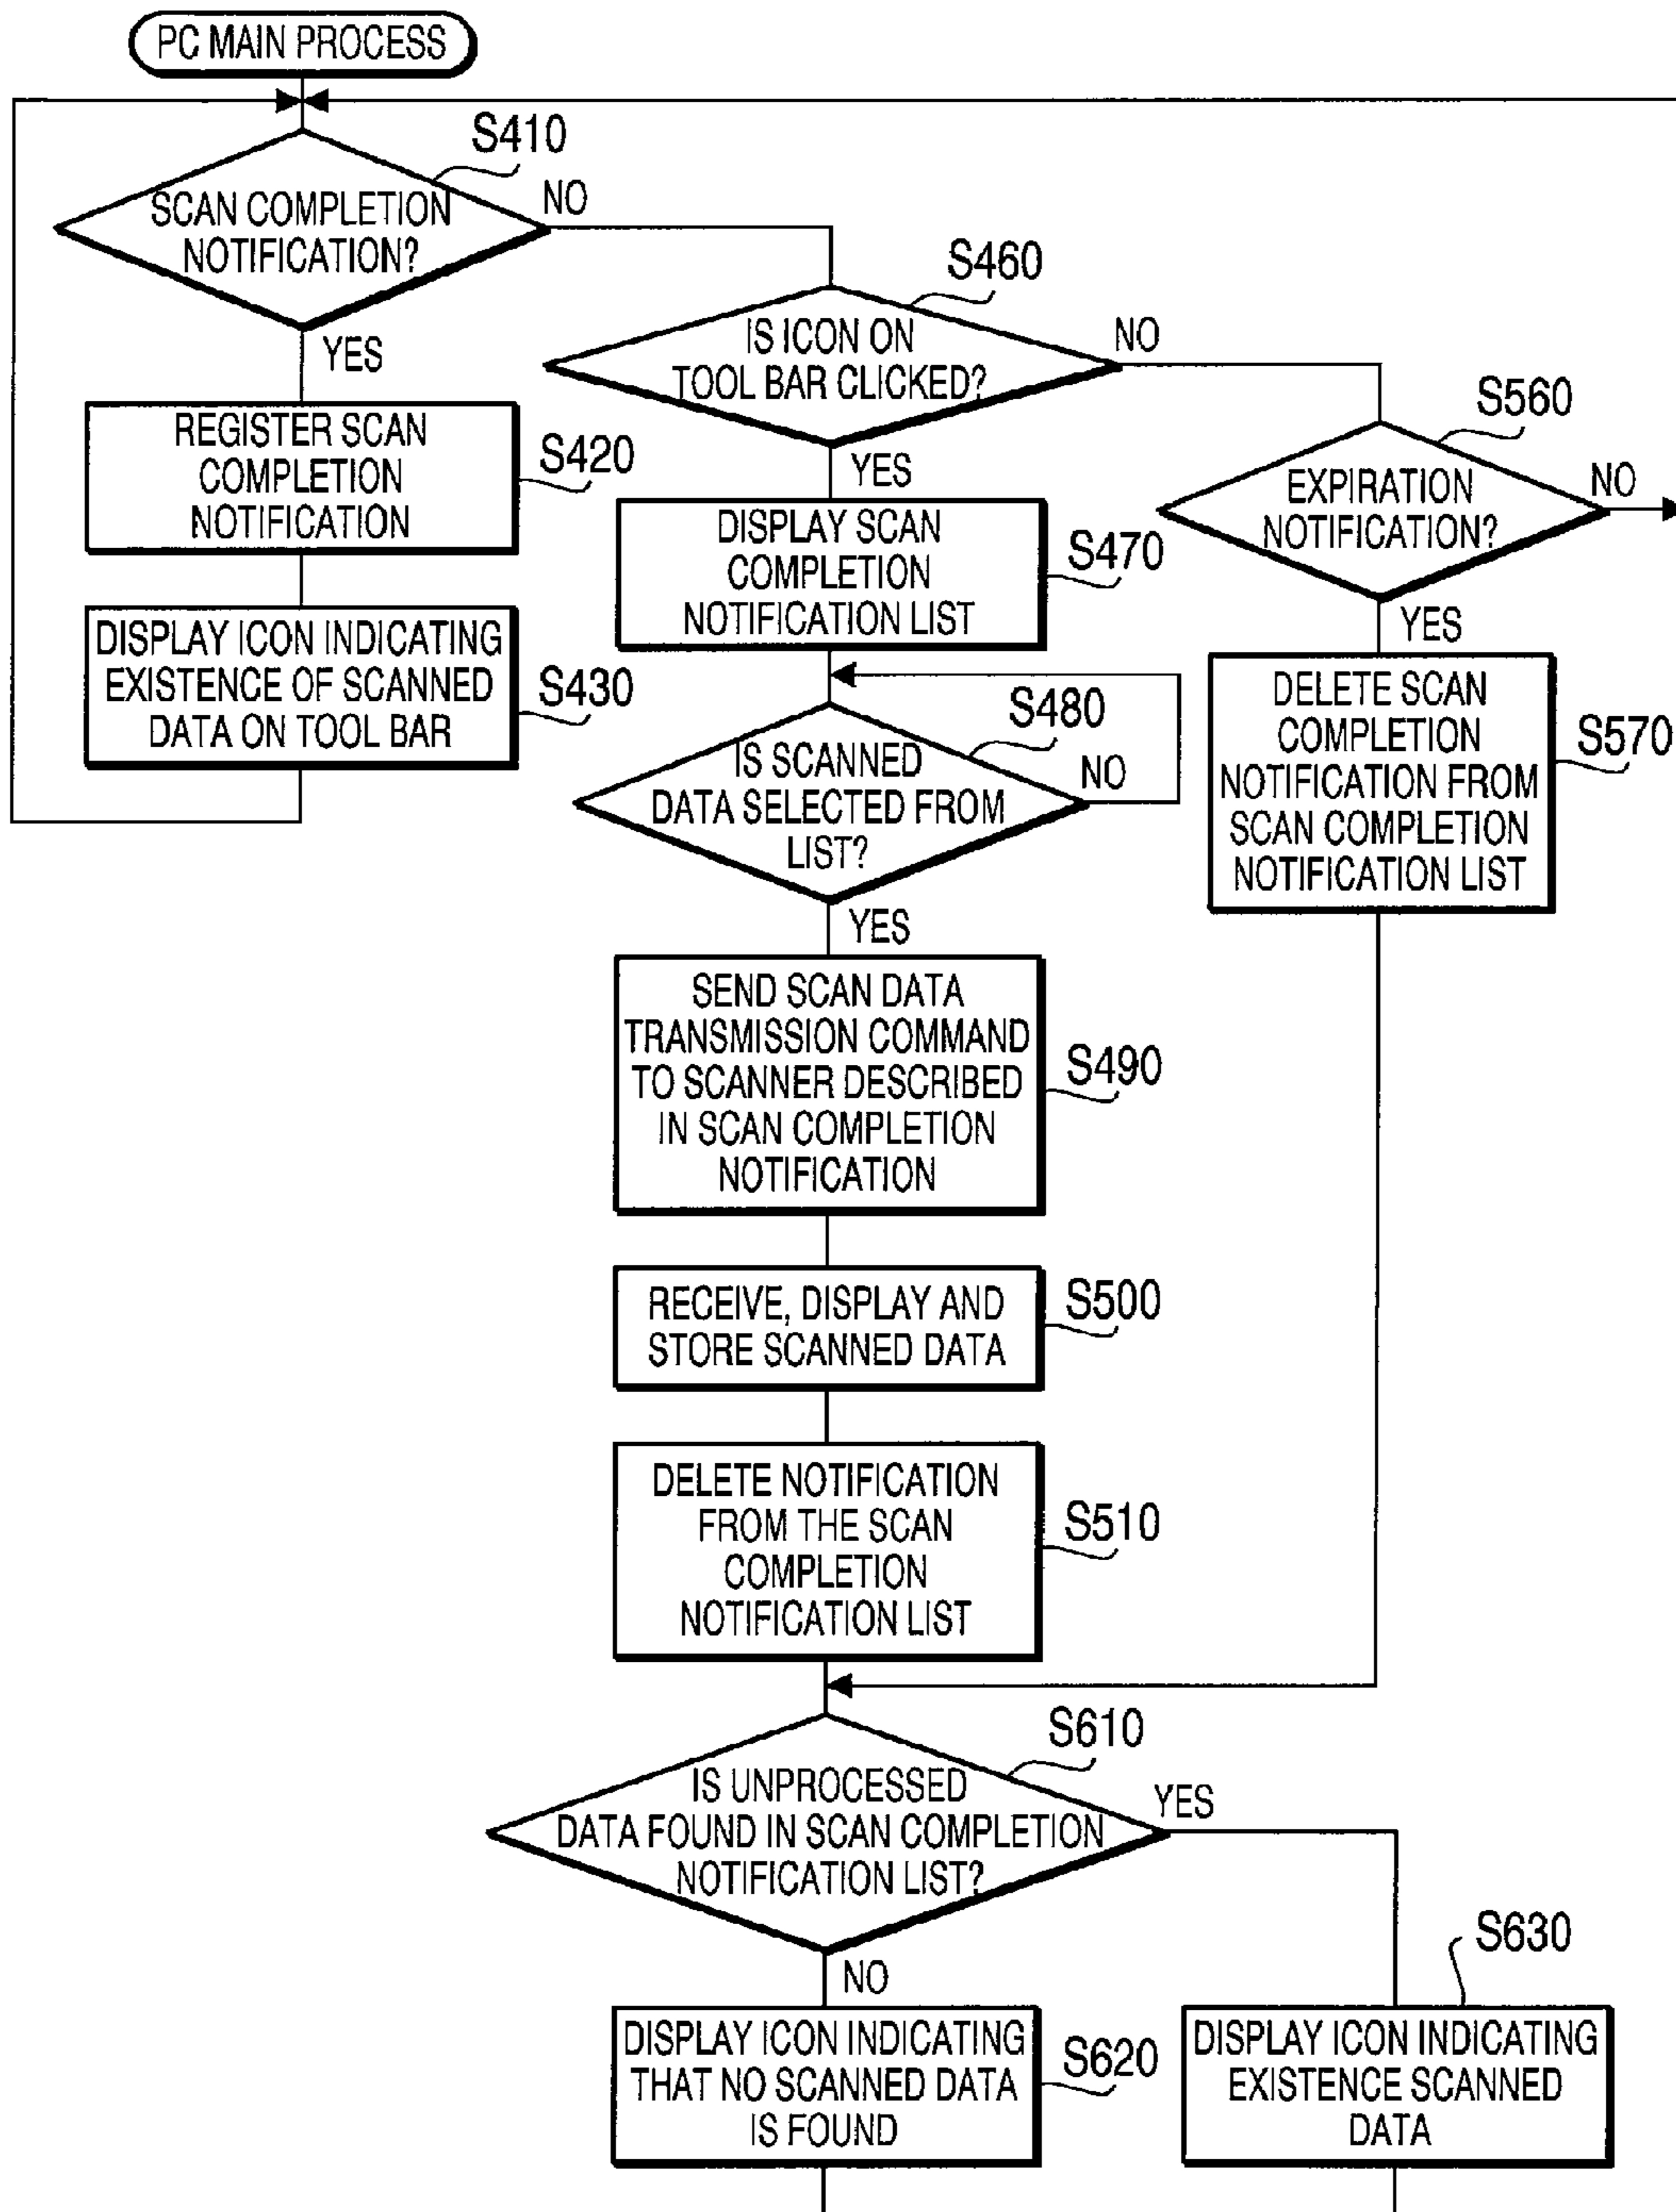 PC MAIN PROCESS
S410
SCAN COMPLETION
NOTIFICATION?
NO
YES
REGISTER SCAN
COMPLETION
NOTIFICATION
S420
DISPLAY ICON INDICATING
EXISTENCE OF SCANNED
DATA ON TOOL BAR
S430
S460
IS ICON ON
TOOL BAR CLICKED?
NO
YES
DISPLAY SCAN
COMPLETION
NOTIFICATION LIST
S470
S480
IS SCANNED
DATA SELECTED FROM
LIST?
NO
YES
SEND SCAN DATA
TRANSMISSION COMMAND
TO SCANNER DESCRIBED
IN SCAN COMPLETION
NOTIFICATION
S490
RECEIVE, DISPLAY AND
STORE SCANNED DATA
S500
DELETE NOTIFICATION
FROM THE SCAN
COMPLETION
NOTIFICATION LIST
S510
S560
EXPIRATION
NOTIFICATION?
NO
YES
DELETE SCAN
COMPLETION
NOTIFICATION FROM
SCAN COMPLETION
NOTIFICATION LIST
S570
S610
IS UNPROCESSED
DATA FOUND IN SCAN COMPLETION
NOTIFICATION LIST?
YES
NO
DISPLAY ICON INDICATING
THAT NO SCANNED DATA
IS FOUND
S620
S630
DISPLAY ICON INDICATING
EXISTENCE SCANNED
DATA